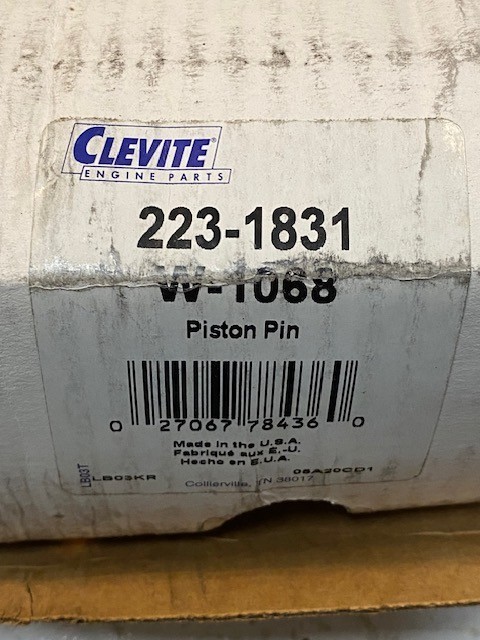 CLEVITE®
ENGINE PARTS
223-1831
W-1068
Piston Pin
0 27067 78436 0
Made in the U.S.A.
Fabriqué aux E.-U.
Hecho en E.U.A.
LB03T
LB03KR 08A20CD1
Collierville, TN 38017